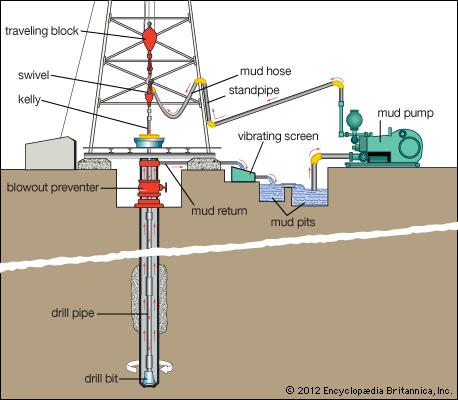 traveling block
swivel
kelly
mud hose
standpipe
mud pump
vibrating screen
blowout preventer
mud return
mud pits
drill pipe
drill bit
© 2012 Encyclopædia Britannica, Inc.